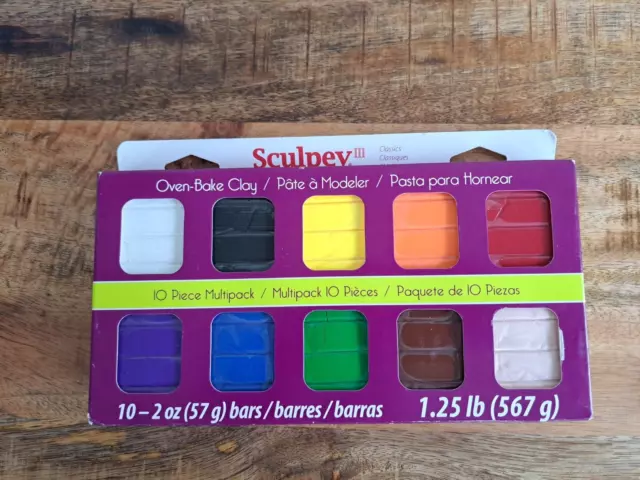 Sculpey III
Classics
Classiques
Oven-Bake Clay / Pâte à Modeler / Pasta para Hornear
10 Piece Multipack / Multipack 10 Pièces / Paquete de 10 Piezas
10 – 2 oz (57 g) bars / barres / barras
1.25 lb (567 g)